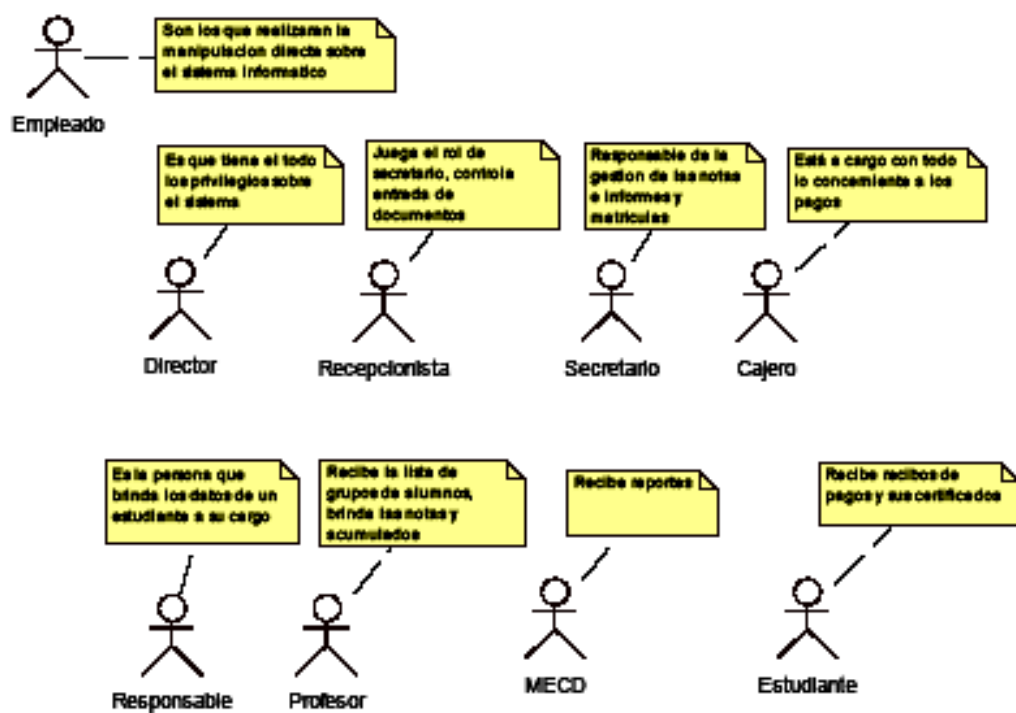 Son los que realizaran la
manipulacion directa sobre
el sistema informatico
Empleado
Es que tiene el todo
los privilegios sobre
el sistema
Director
Juega el rol de
secretario, controla
entrada de
documentos
Recepcionista
Responsable de la
gestion de las notas
e informes y
matriculas
Secretario
Está a cargo con todo
lo concerniente a los
pagos
Cajero
Es la persona que
brinda los datos de un
estudiante a su cargo
Responsable
Recibe la lista de
grupos de alumnos,
brinda las notas y
acumulados
Profesor
Recibe reportes
MECD
Recibe recibos de
pagos y sus certificados
Estudiante